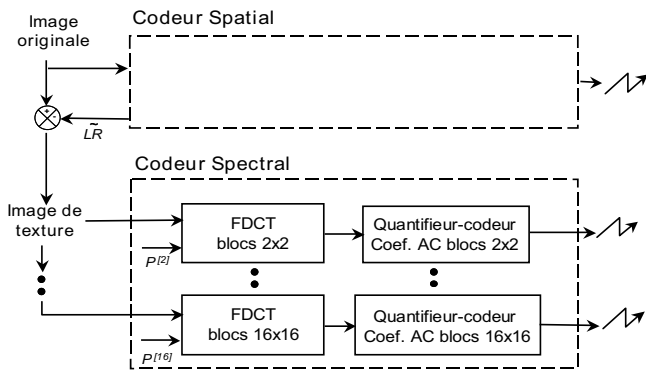 Image
originale
Codeur Spatial
+
-
L̃R
Codeur Spectral
Image de
texture
FDCT
blocs 2x2
Quantifieur-codeur
Coef. AC blocs 2x2
P[2]
FDCT
blocs 16x16
Quantifieur-codeur
Coef. AC blocs 16x16
P[16]